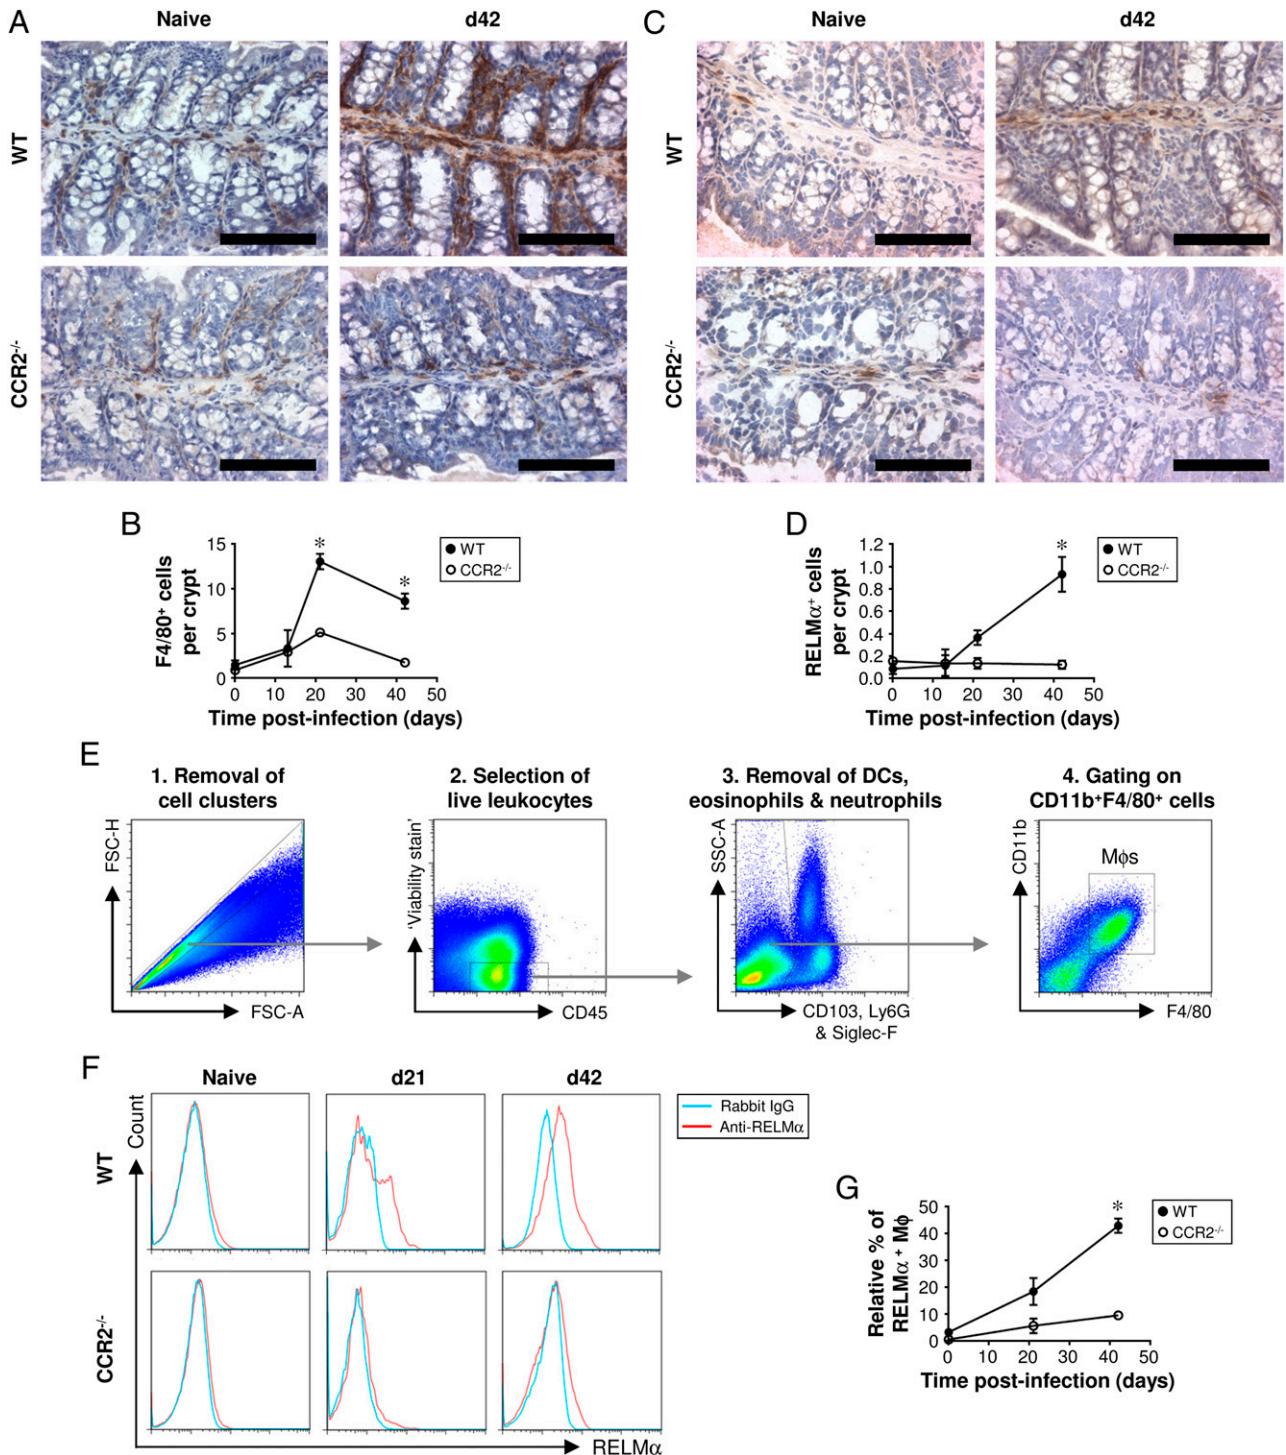 A
Naive
d42
WT
CCR2-/-
C
Naive
d42
WT
CCR2-/-
B
F4/80+ cells
per crypt
15
10
5
0
0 10 20 30 40 50
Time post-infection (days)
*
*
WT
CCR2-/-
D
RELMα+ cells
per crypt
1.2
1.0
0.8
0.6
0.4
0.2
0.0
0 10 20 30 40 50
Time post-infection (days)
*
WT
CCR2-/-
E
1. Removal of
cell clusters
FSC-H
FSC-A
2. Selection of
live leukocytes
'Viability stain'
CD45
3. Removal of DCs,
eosinophils & neutrophils
SSC-A
CD103, Ly6G
& Siglec-F
4. Gating on
CD11b+F4/80+ cells
CD11b
Mϕs
F4/80
F
Naive
d21
d42
Rabbit IgG
Anti-RELMα
Count
WT
CCR2-/-
RELMα
G
Relative % of
RELMα+ Mϕ
50
40
30
20
10
0
0 10 20 30 40 50
Time post-infection (days)
*
WT
CCR2-/-